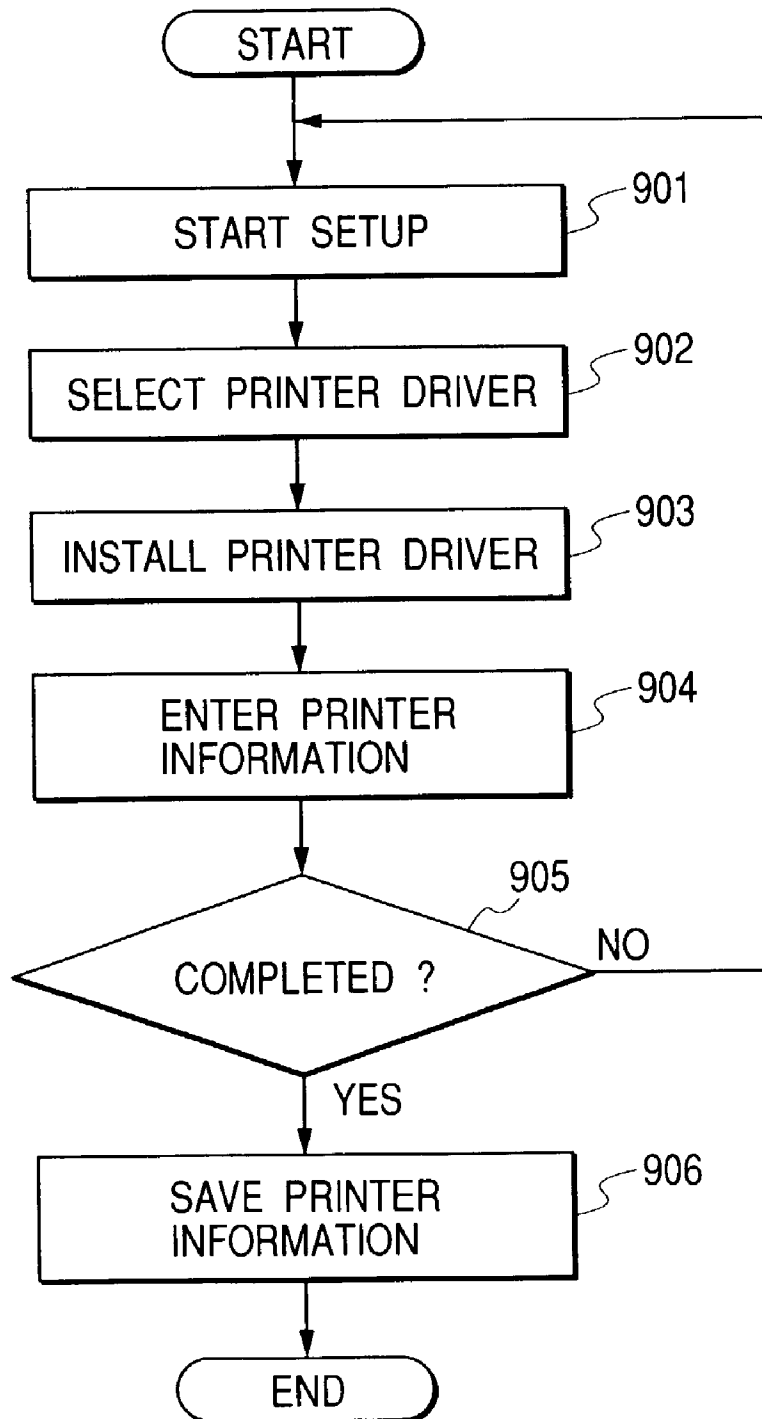 START
START SETUP
901
SELECT PRINTER DRIVER
902
INSTALL PRINTER DRIVER
903
ENTER PRINTER
INFORMATION
904
905
COMPLETED ?
NO
YES
SAVE PRINTER
INFORMATION
906
END